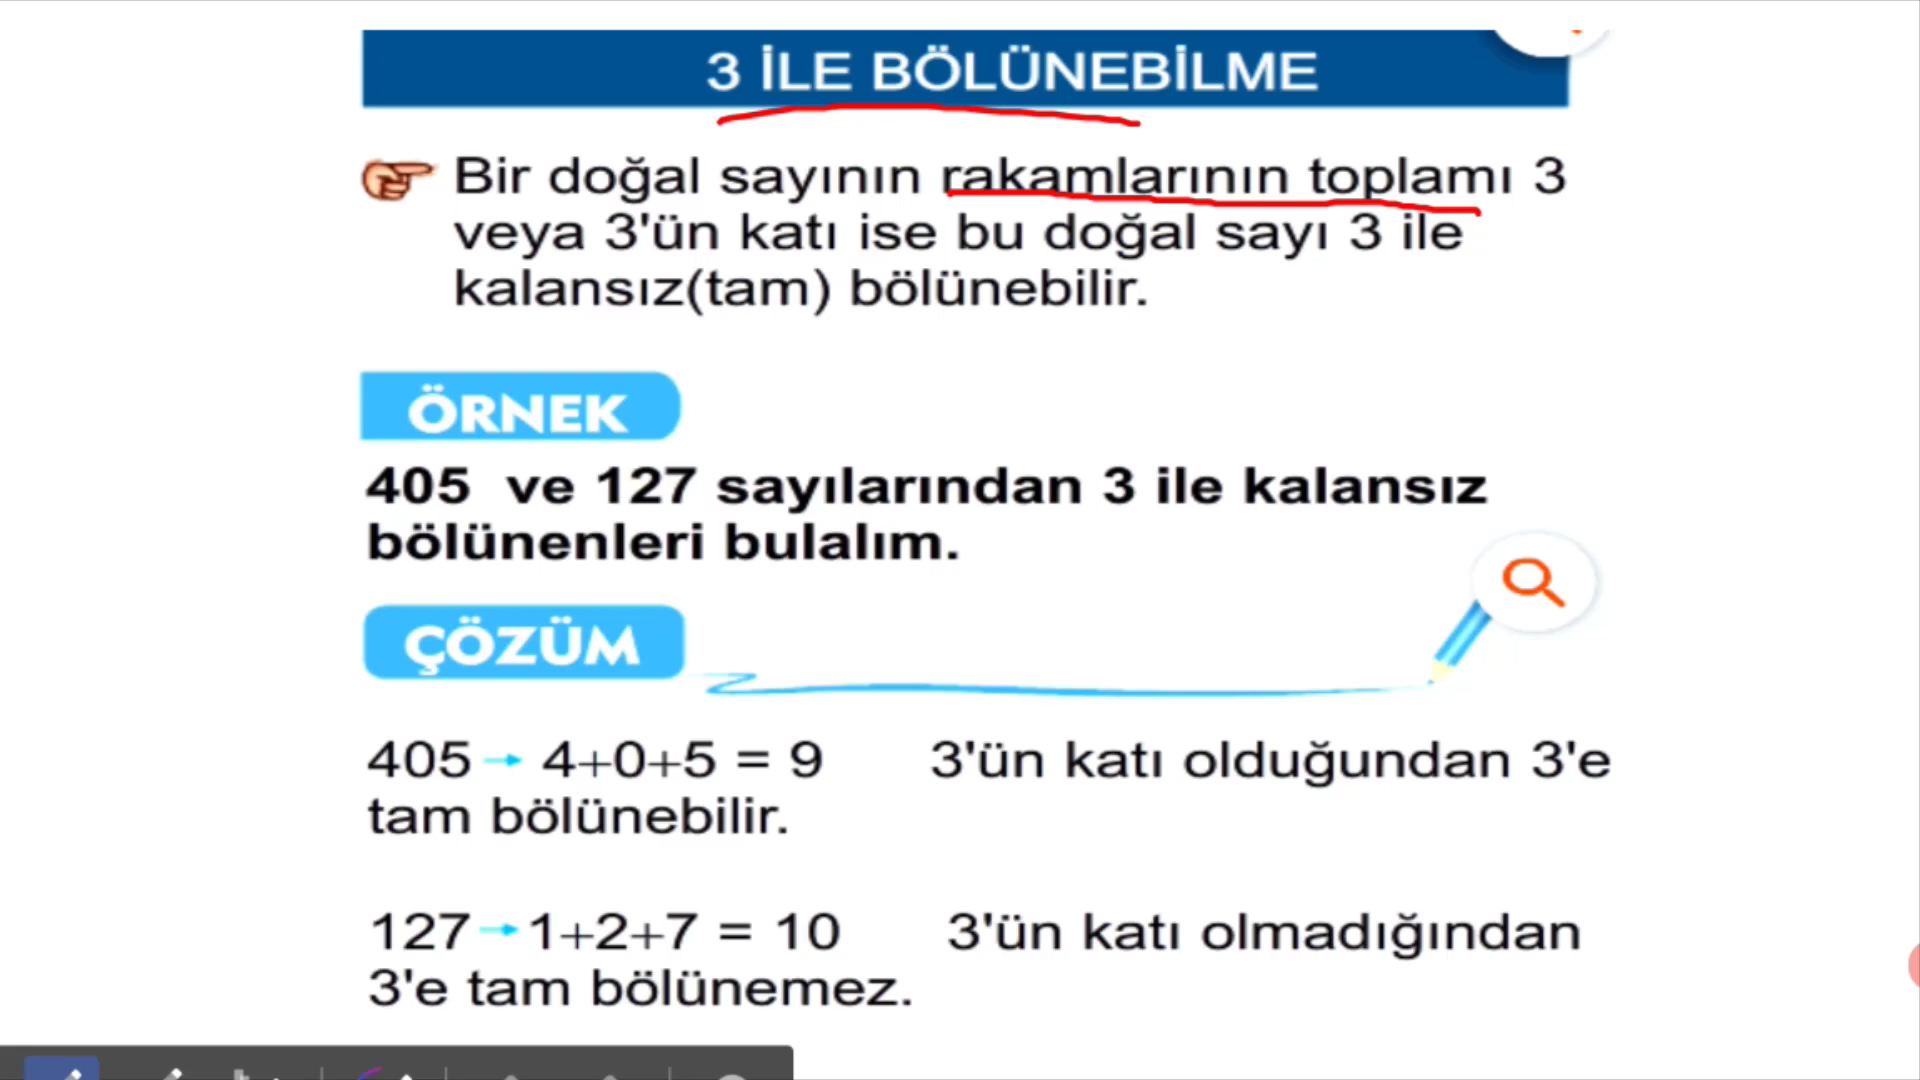 3 İLE BÖLÜNEBİLME
Bir doğal sayının rakamlarının toplamı 3
veya 3'ün katı ise bu doğal sayı 3 ile
kalansız(tam) bölünebilir.
ÖRNEK
405 ve 127 sayılarından 3 ile kalansız
bölünenleri bulalım.
ÇÖZÜM
405 → 4+0+5 = 9 3'ün katı olduğundan 3'e
tam bölünebilir.
127 → 1+2+7 = 10 3'ün katı olmadığından
3'e tam bölünemez.